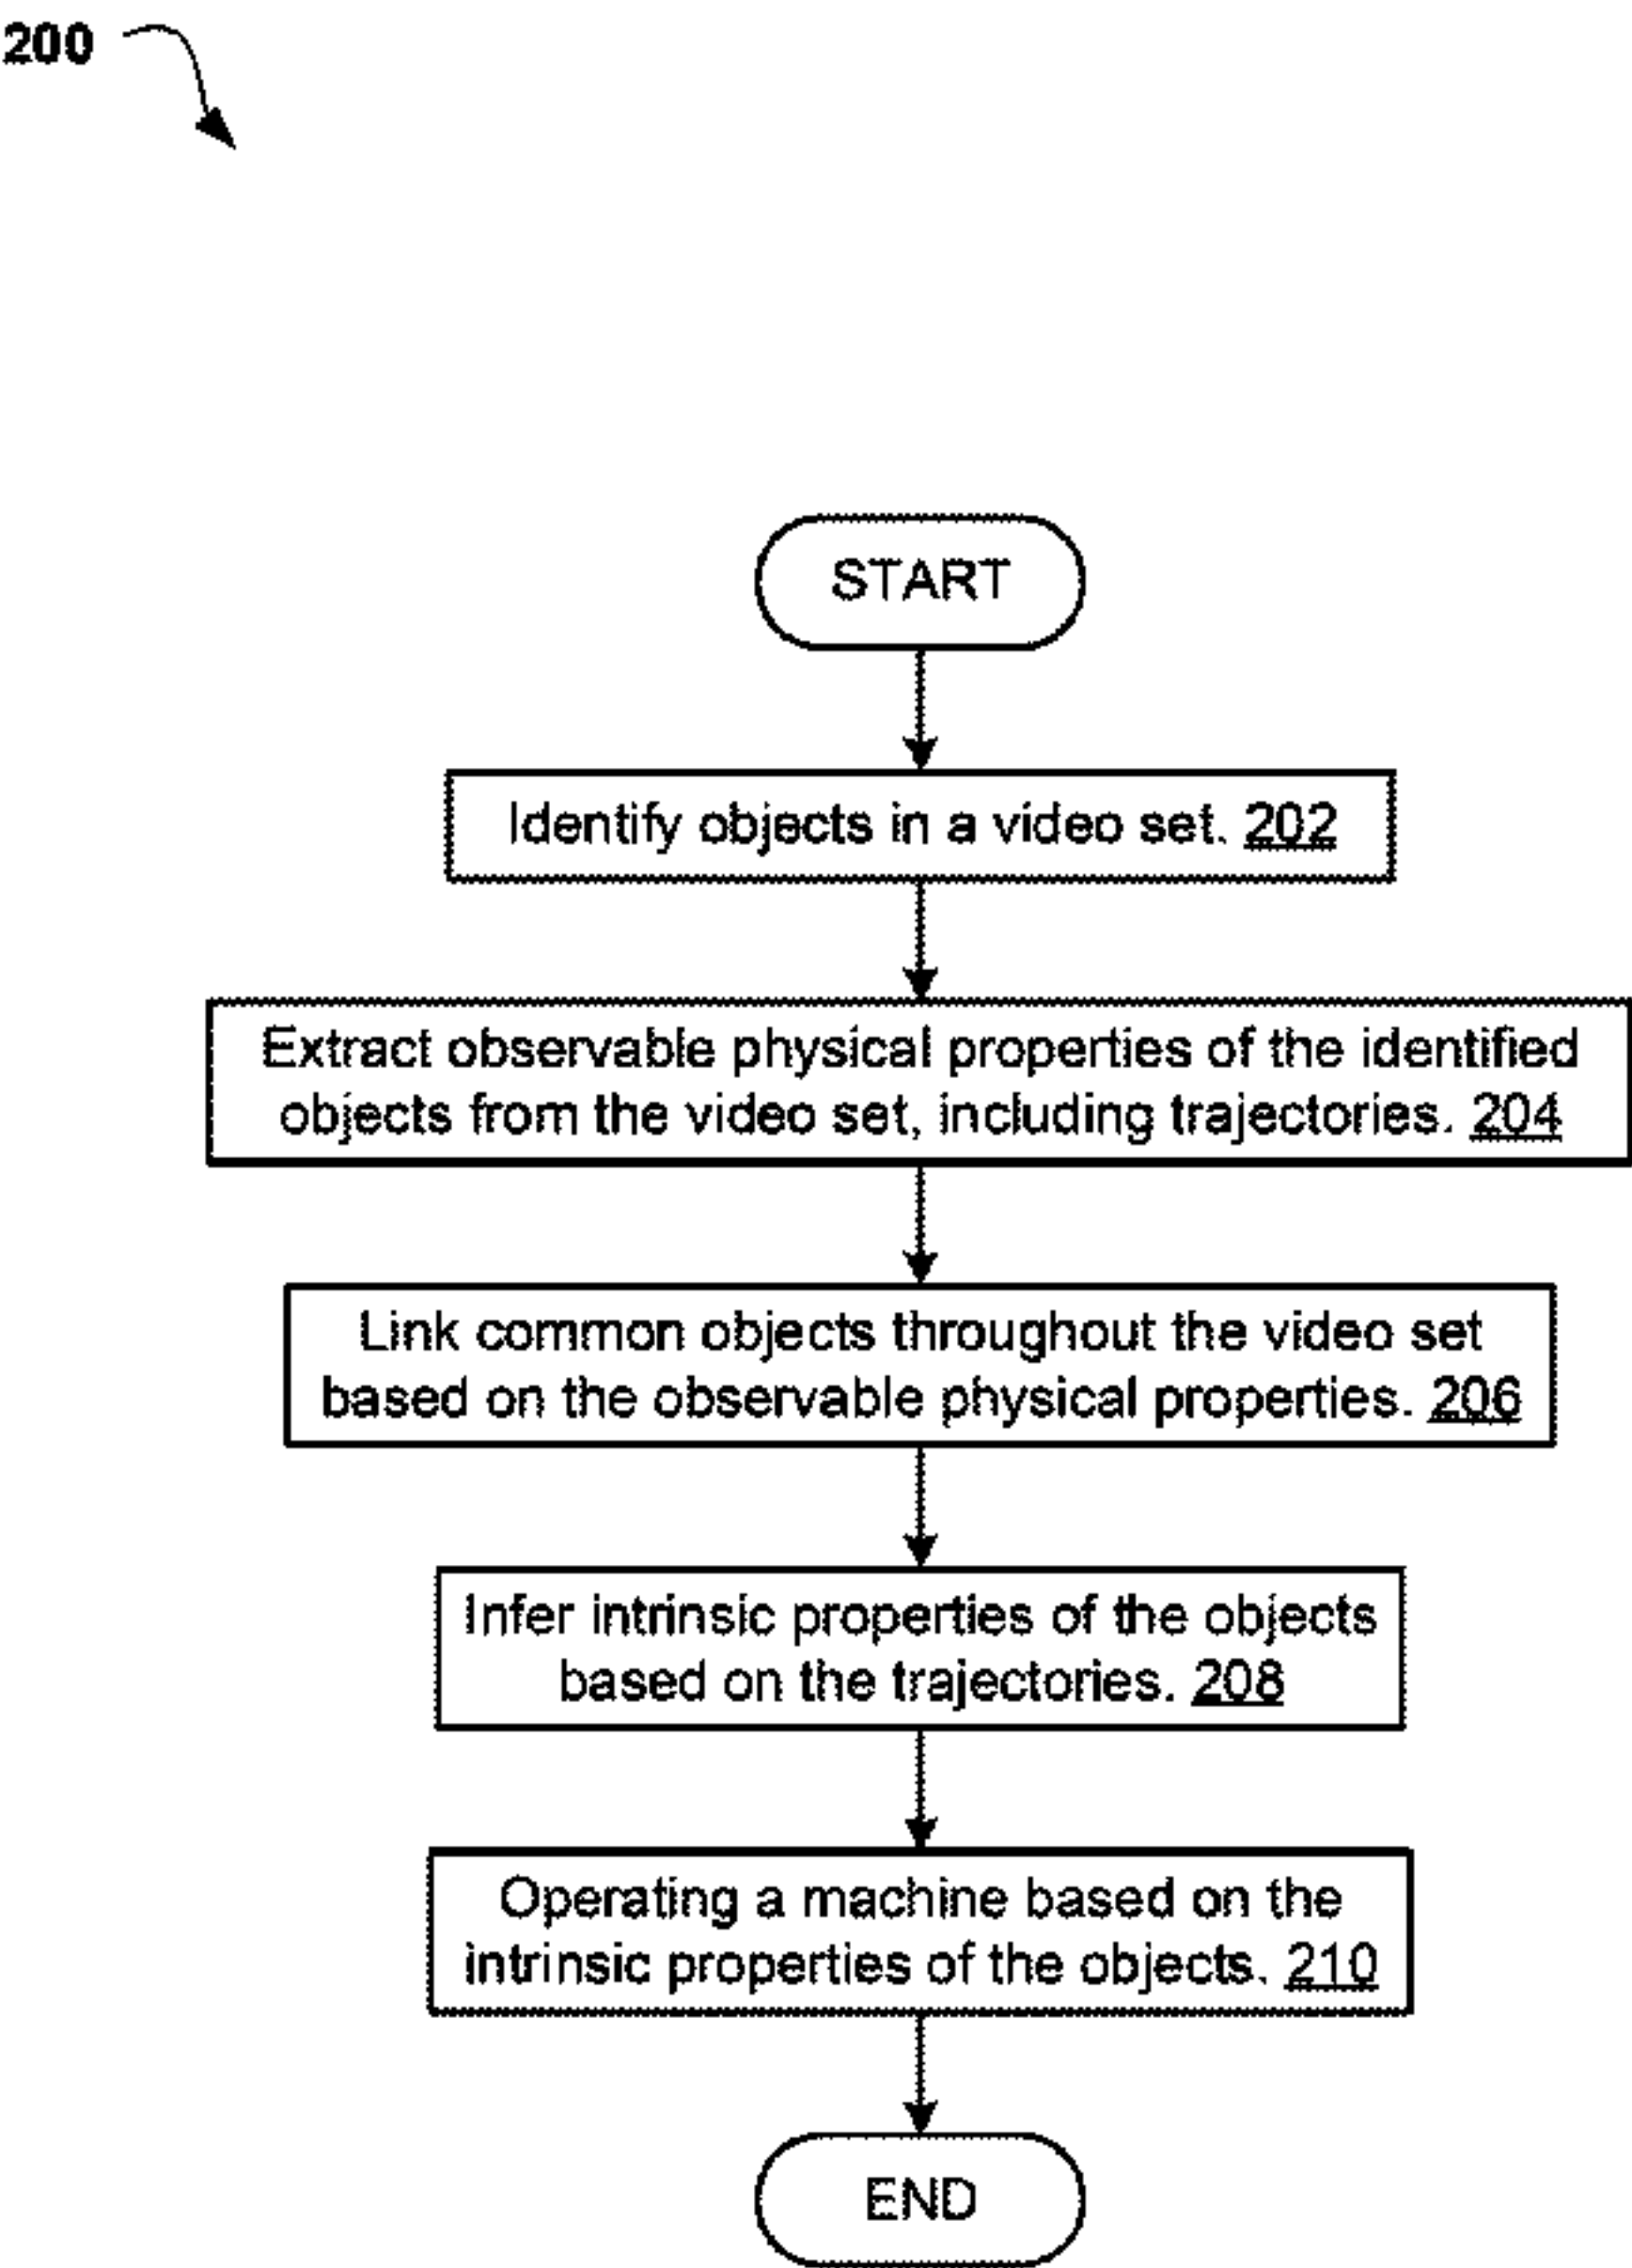 200
START
Identify objects in a video set. 202
Extract observable physical properties of the identified
objects from the video set, including trajectories. 204
Link common objects throughout the video set
based on the observable physical properties. 206
Infer intrinsic properties of the objects
based on the trajectories. 208
Operating a machine based on the
intrinsic properties of the objects. 210
END